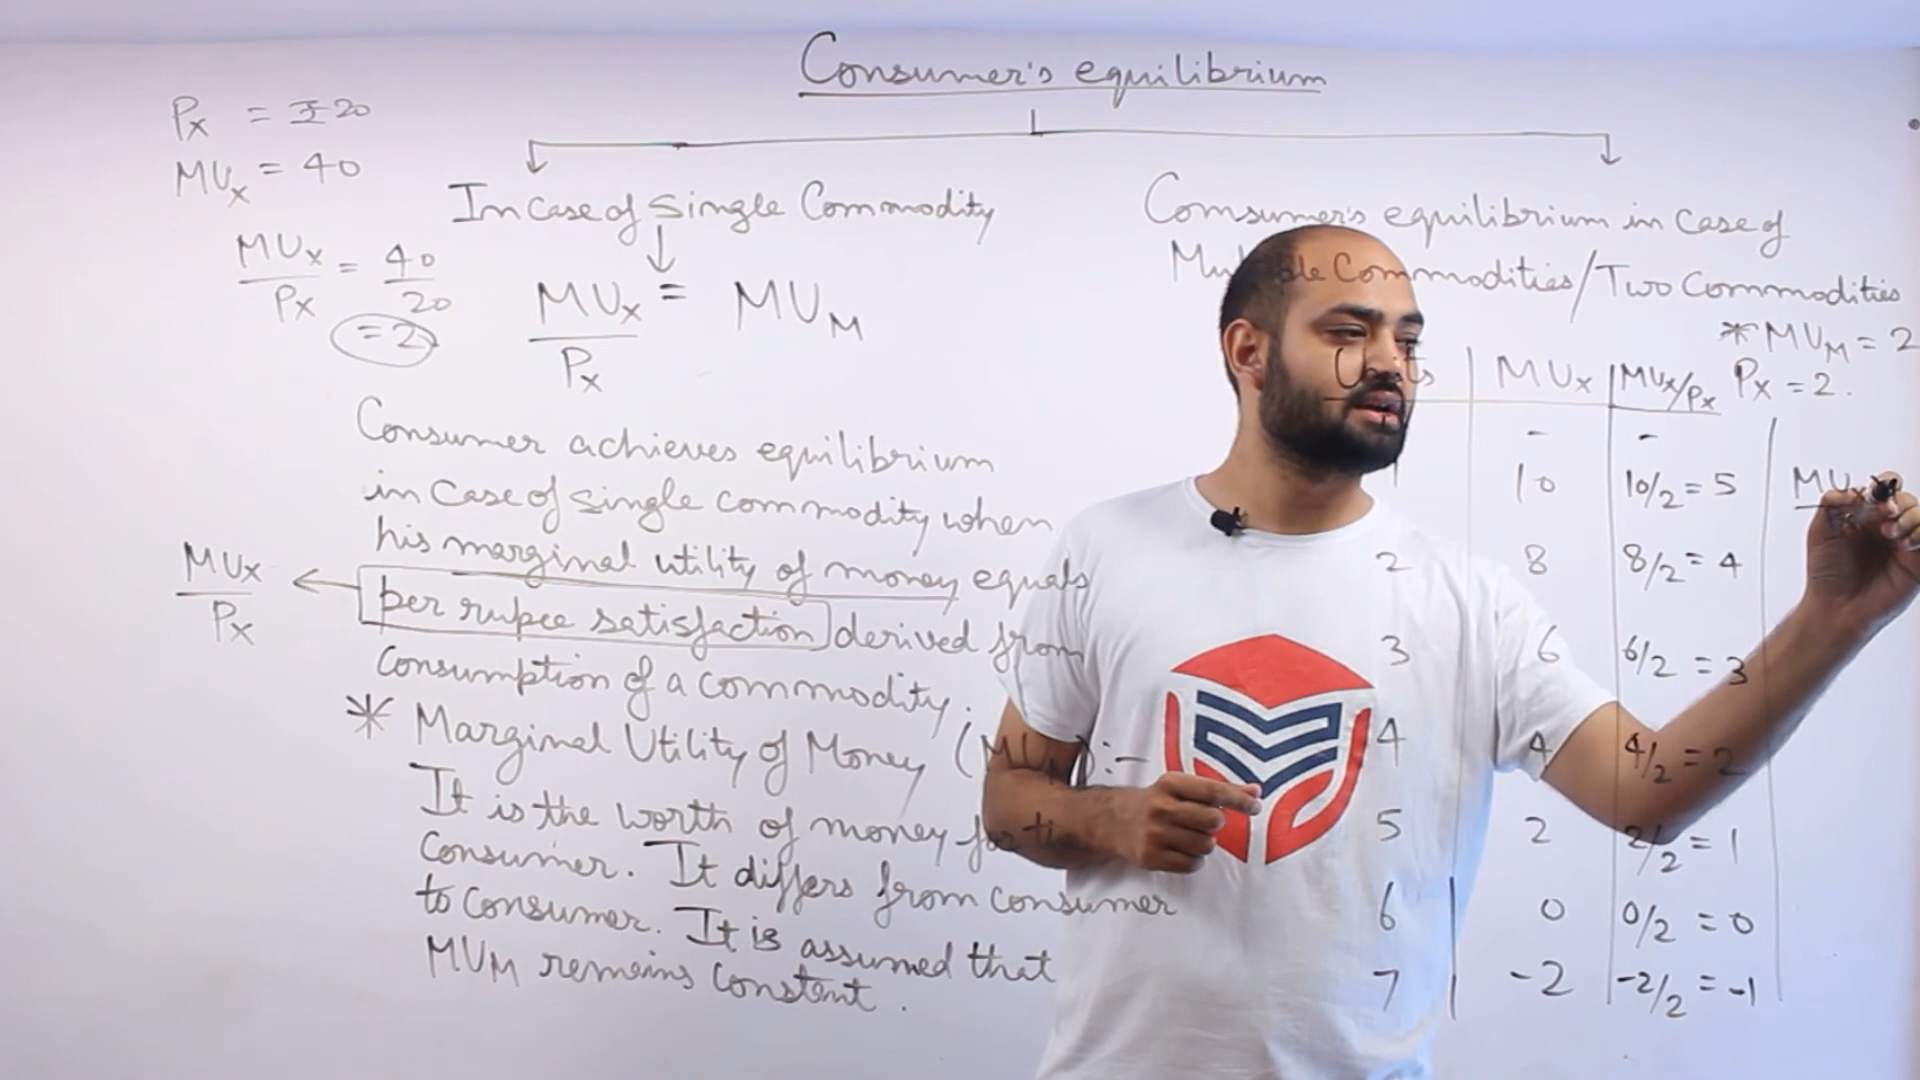 Consumer's equilibrium
Px = ₹20
MUx = 40
MUx/Px = 40/20
= 2
In Case of Single Commodity
MUx/Px = MUM
Consumer achieves equilibrium
in Case of single commodity when
his marginal utility of money equals
per rupee satisfaction derived from
Consumption of a commodity.
MUx/Px
* Marginal Utility of Money (MUM):-
It is the worth of money for
Consumer. It differs from consumer
to consumer. It is assumed that
MUM remains Constent.
Comsumer's equilibrium in Case of
Multiple Commodities/Two Commodities
* MUM = 2
Px = 2.
Units MUx MUx/Px
- -
1 10 10/2 = 5
2 8 8/2 = 4
3 6 6/2 = 3
4 4 4/2 = 2
5 2 2/2 = 1
6 0 0/2 = 0
7 -2 -2/2 = -1
MUx